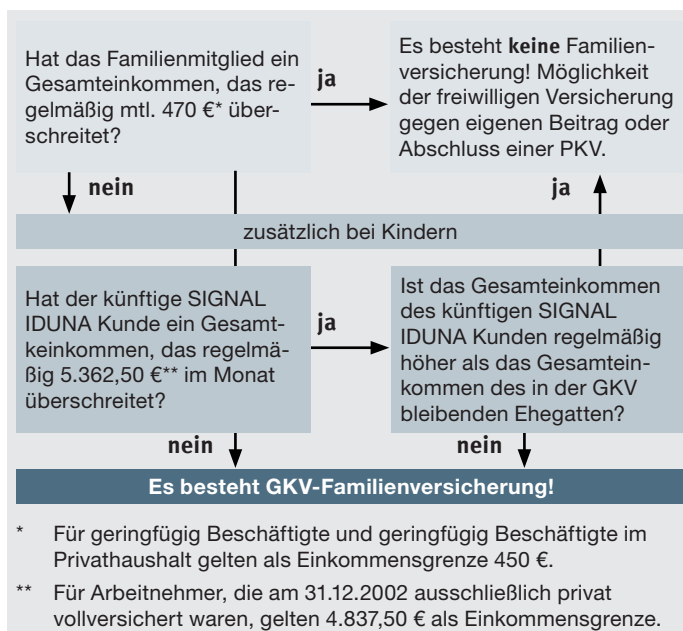 Hat das Familienmitglied ein
Gesamteinkommen, das re-
gelmäßig mtl. 470 €* über-
schreitet?
ja
Es besteht keine Familien-
versicherung! Möglichkeit
der freiwilligen Versicherung
gegen eigenen Beitrag oder
Abschluss einer PKV.
nein
ja
zusätzlich bei Kindern
Hat der künftige SIGNAL
IDUNA Kunde ein Gesamt-
keinkommen, das regelmä-
ßig 5.362,50 €** im Monat
überschreitet?
ja
Ist das Gesamteinkommen
des künftigen SIGNAL
IDUNA Kunden regelmäßig
höher als das Gesamtein-
kommen des in der GKV
bleibenden Ehegatten?
nein
nein
Es besteht GKV-Familienversicherung!
* Für geringfügig Beschäftigte und geringfügig Beschäftigte im
Privathaushalt gelten als Einkommensgrenze 450 €.
** Für Arbeitnehmer, die am 31.12.2002 ausschließlich privat
vollversichert waren, gelten 4.837,50 € als Einkommensgrenze.